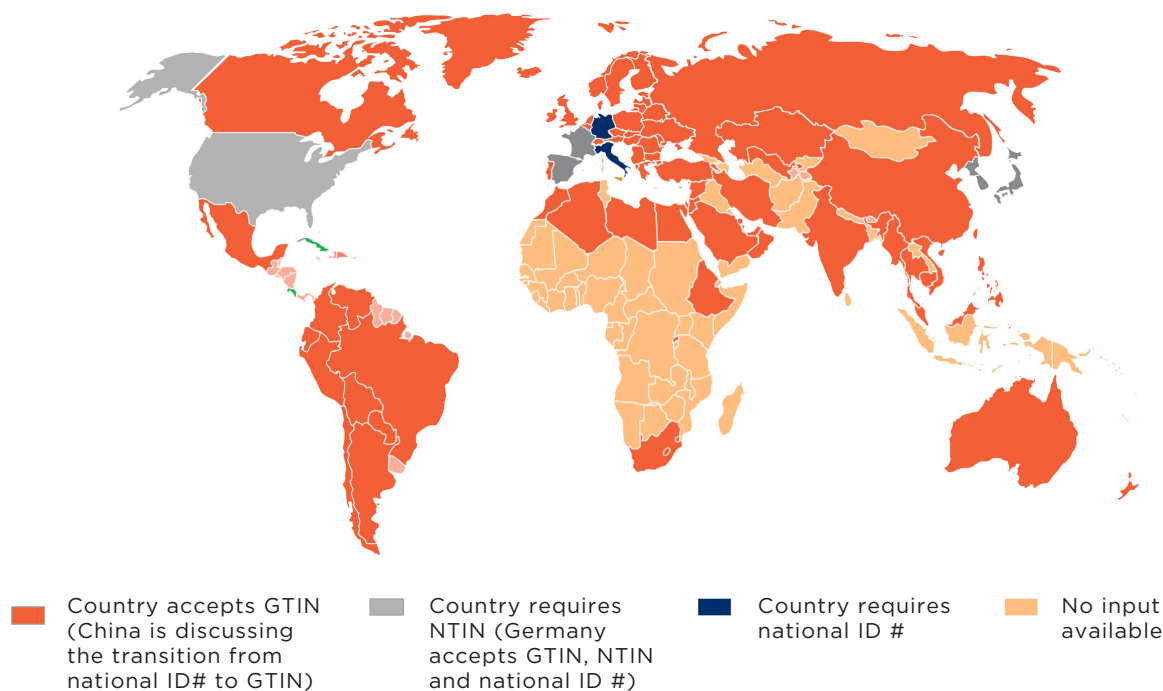 Country accepts GTIN
(China is discussing
the transition from
national ID# to GTIN)
Country requires
NTIN (Germany
accepts GTIN, NTIN
and national ID #)
Country requires
national ID #
No input
available